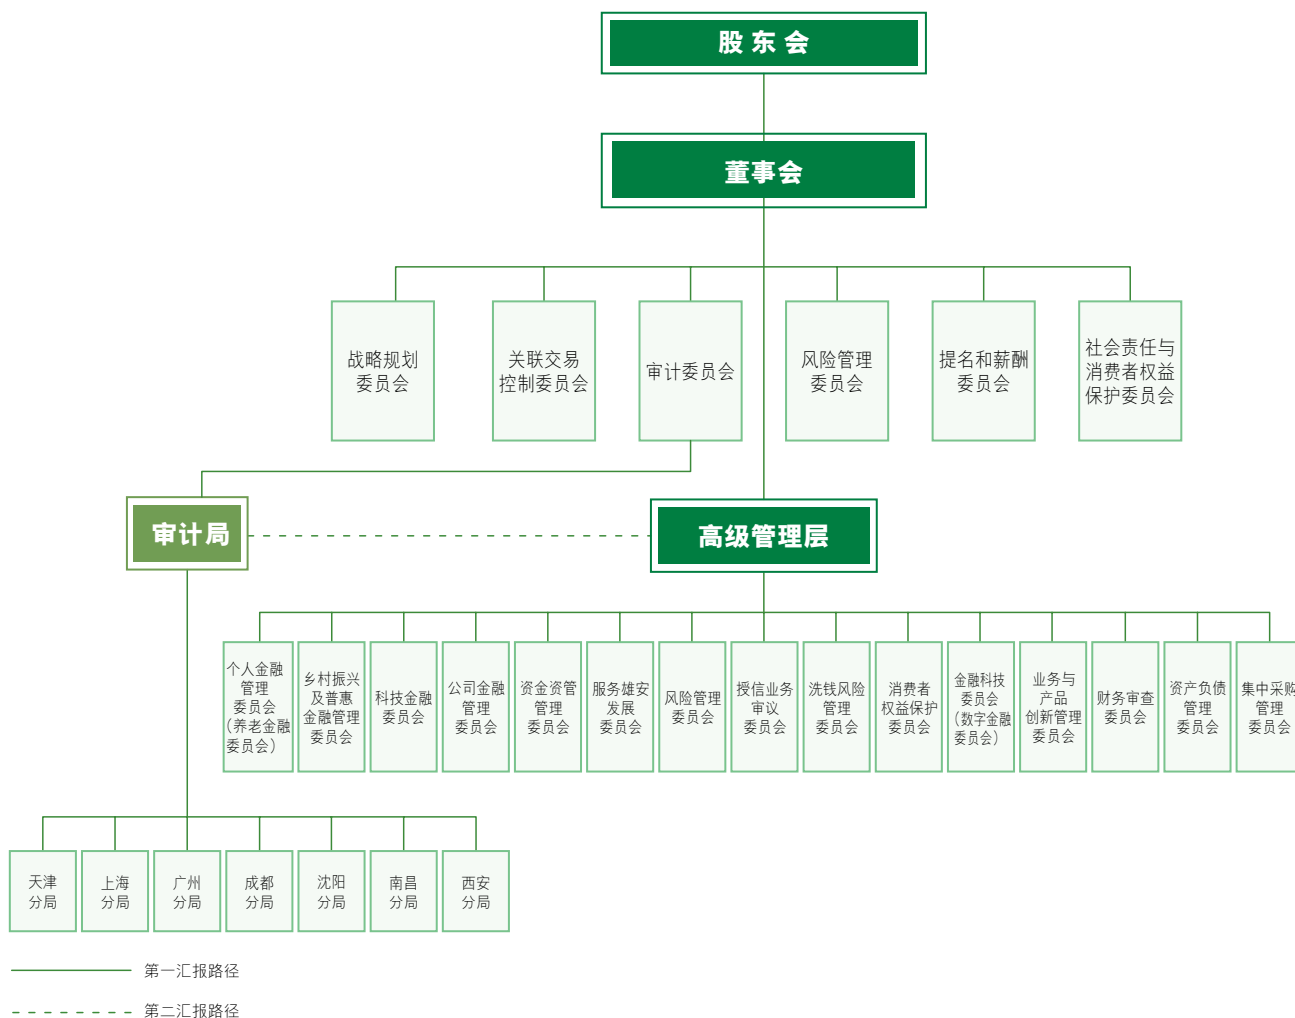 股东会
董事会
战略规划
委员会
关联交易
控制委员会
审计委员会
风险管理
委员会
提名和薪酬
委员会
社会责任与
消费者权益
保护委员会
审计局
高级管理层
个人金融
管理
委员会
（养老金融
委员会）
乡村振兴
及普惠
金融管理
委员会
科技金融
委员会
公司金融
管理
委员会
资金资管
管理
委员会
服务雄安
发展
委员会
风险管理
委员会
授信业务
审议
委员会
洗钱风险
管理
委员会
消费者
权益保护
委员会
金融科技
委员会
（数字金融
委员会）
业务与
产品
创新管理
委员会
财务审查
委员会
资产负债
管理
委员会
集中采购
管理
委员会
天津
分局
上海
分局
广州
分局
成都
分局
沈阳
分局
南昌
分局
西安
分局
第一汇报路径
第二汇报路径